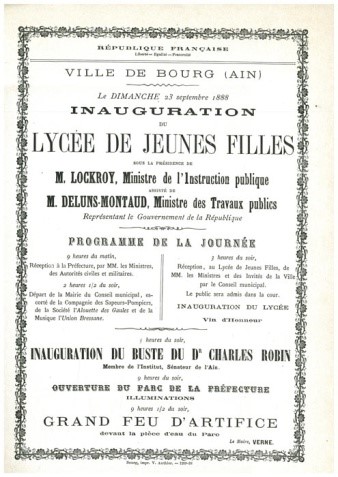 RÉPUBLIQUE FRANÇAISE
Liberté — Égalité — Fraternité
VILLE DE BOURG (AIN)
Le DIMANCHE 23 septembre 1888
INAUGURATION
DU
LYCÉE DE JEUNES FILLES
SOUS LA PRÉSIDENCE DE
M. LOCKROY, Ministre de l'Instruction publique
ASSISTÉ DE
M. DELUNS-MONTAUD, Ministre des Travaux publics
Représentant le Gouvernement de la République
PROGRAMME DE LA JOURNÉE
9 heures du matin,
Réception à la Préfecture, par MM. les Ministres,
des Autorités civiles et militaires.
2 heures 1/2 du soir,
Départ de la Mairie du Conseil municipal, es-
corté de la Compagnie des Sapeurs-Pompiers,
de la Société l'Alouette des Gaules et de la
Musique l'Union Bressane.
3 heures du soir,
Réception, au Lycée de Jeunes Filles, de
MM. les Ministres et des Invités de la Ville
par le Conseil municipal.
Le public sera admis dans la cour.
INAUGURATION DU LYCÉE
Vin d'Honneur
5 heures du soir,
INAUGURATION DU BUSTE DU Dr CHARLES ROBIN
Membre de l'Institut, Sénateur de l'Ain.
9 heures du soir,
OUVERTURE DU PARC DE LA PRÉFECTURE
ILLUMINATIONS
9 heures 1/2 du soir,
GRAND FEU D'ARTIFICE
devant la pièce d'eau du Parc
Le Maire, VERNE.
Bourg, impr. V. Authier. —